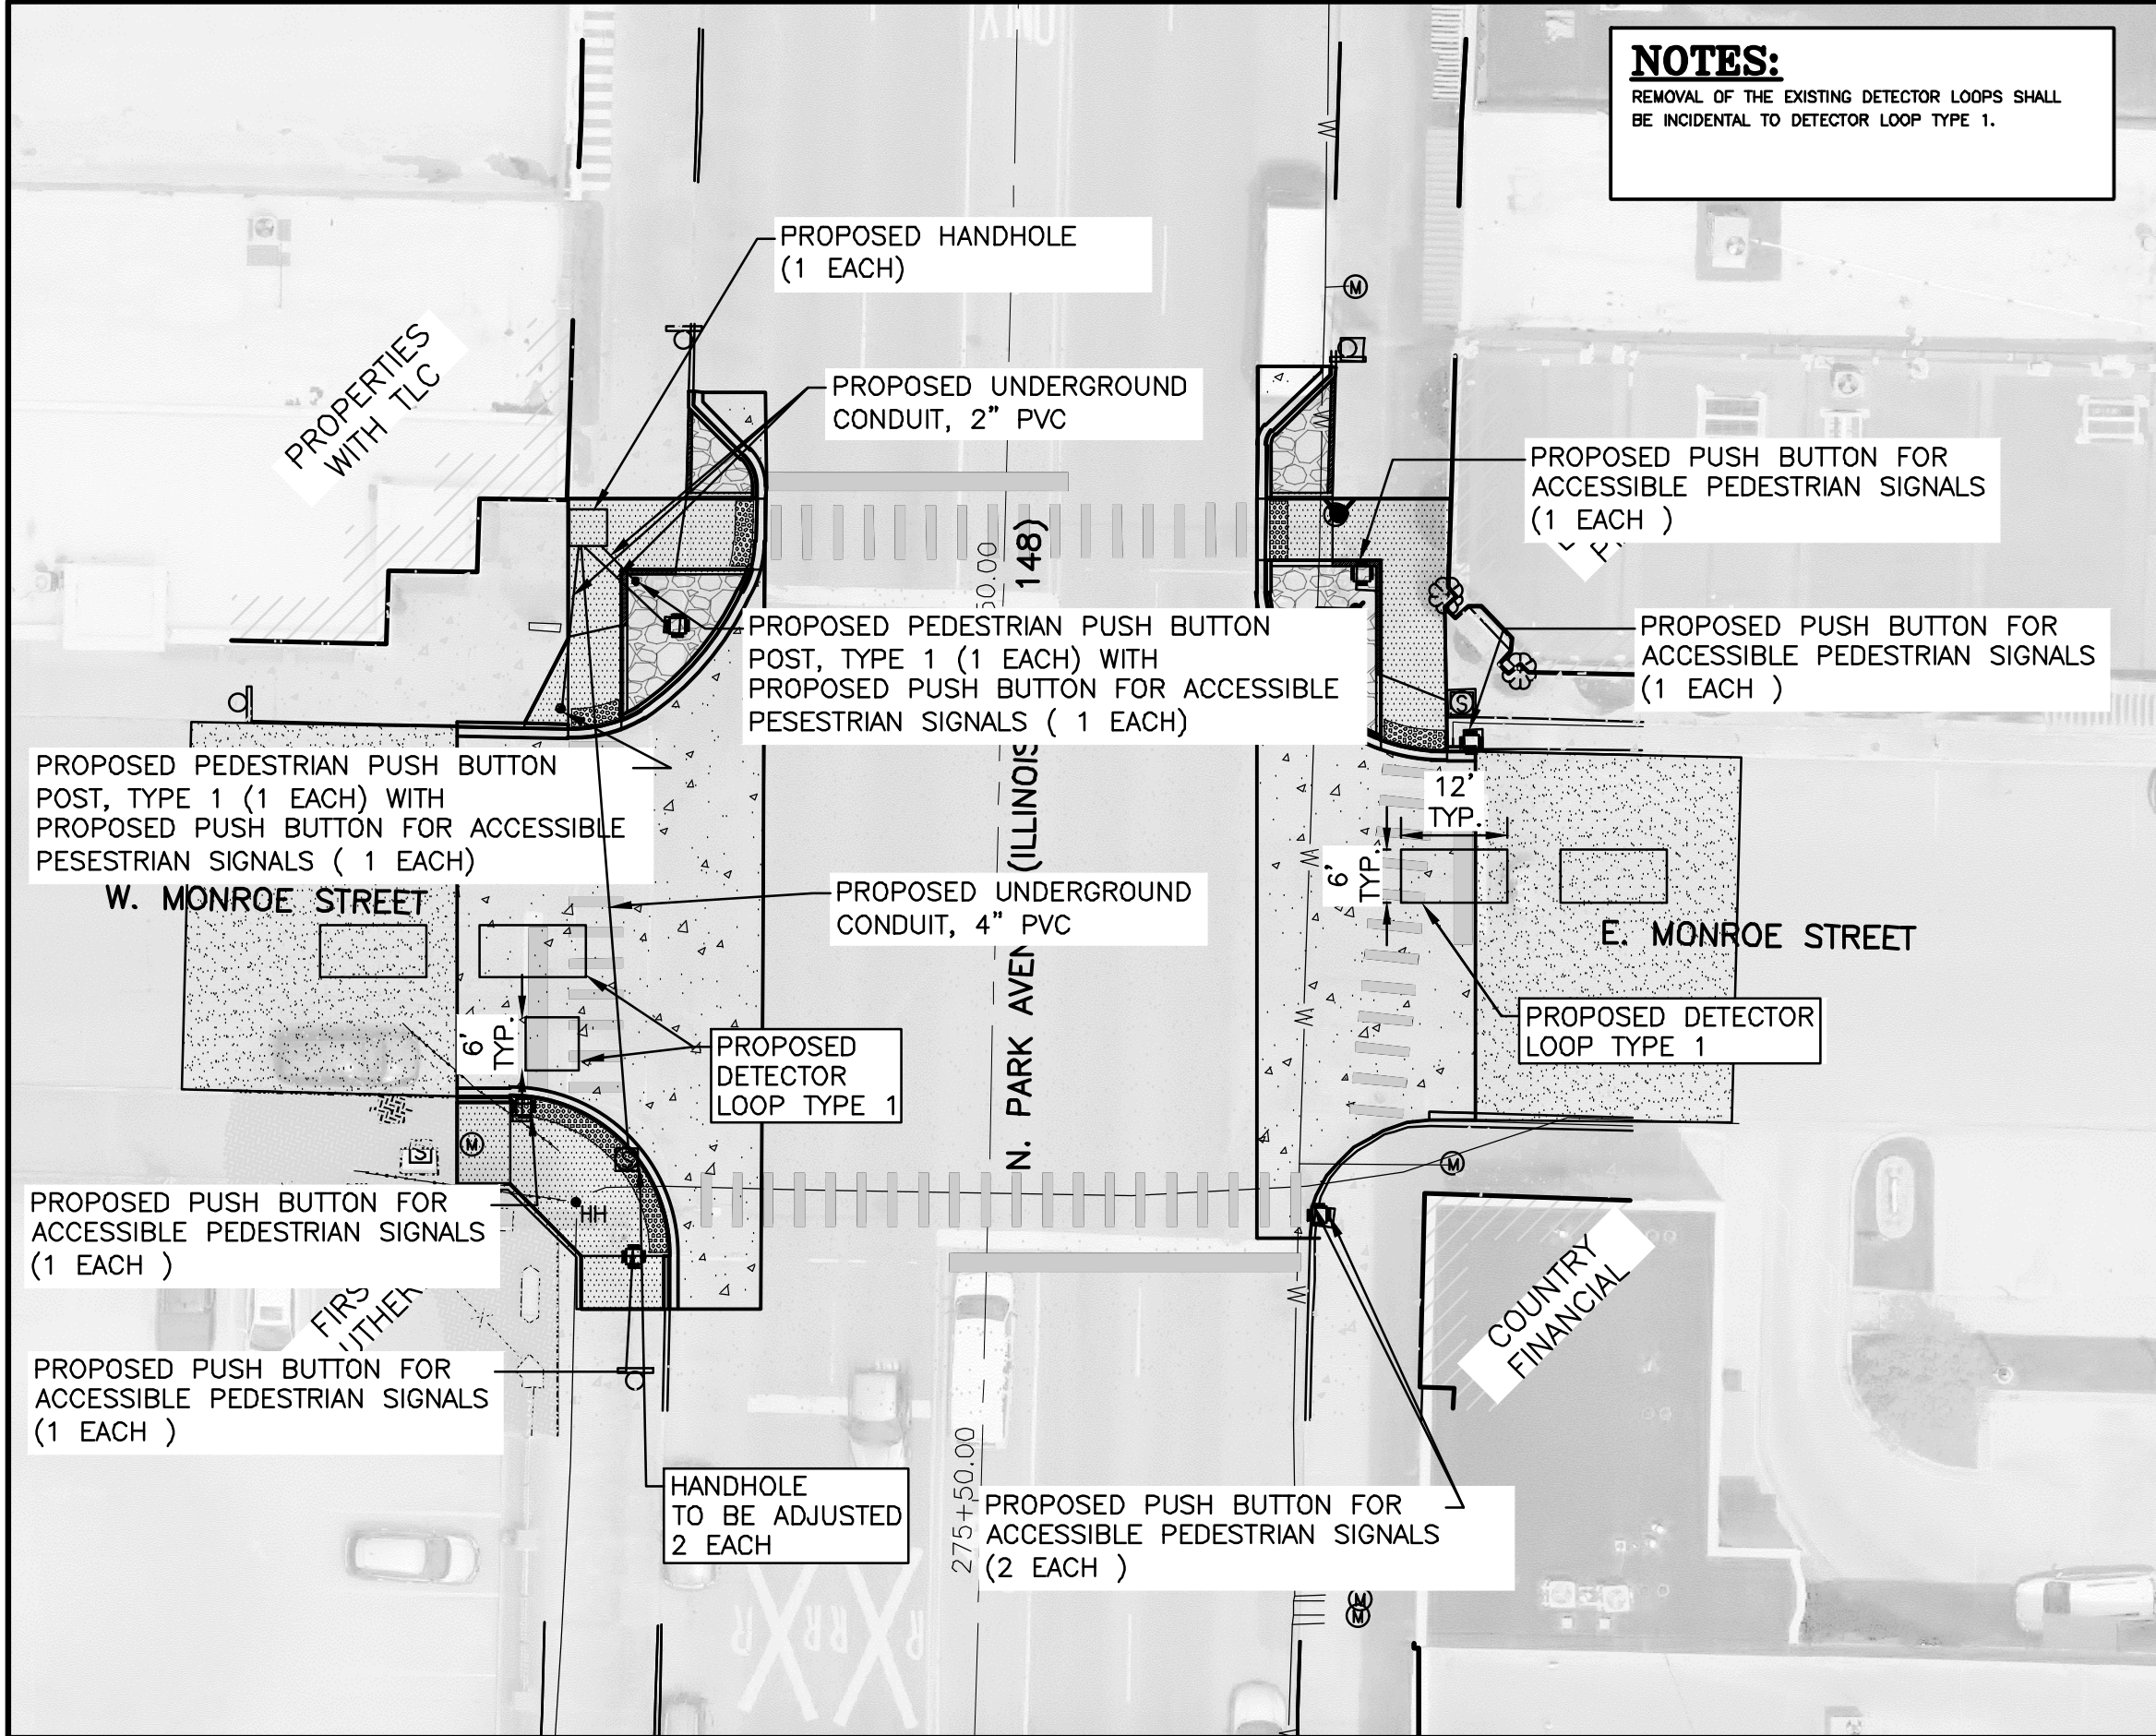 NOTES:
REMOVAL OF THE EXISTING DETECTOR LOOPS SHALL
BE INCIDENTAL TO DETECTOR LOOP TYPE 1.
ONLY
PROPOSED HANDHOLE
(1 EACH)
M
PROPERTIES
WITH TLC
PROPOSED UNDERGROUND
CONDUIT, 2" PVC
PROPOSED PUSH BUTTON FOR
ACCESSIBLE PEDESTRIAN SIGNALS
(1 EACH )
PROPOSED PEDESTRIAN PUSH BUTTON
POST, TYPE 1 (1 EACH) WITH
PROPOSED PUSH BUTTON FOR ACCESSIBLE
PESESTRIAN SIGNALS ( 1 EACH)
PROPOSED PUSH BUTTON FOR
ACCESSIBLE PEDESTRIAN SIGNALS
(1 EACH )
S
PROPOSED PEDESTRIAN PUSH BUTTON
POST, TYPE 1 (1 EACH) WITH
PROPOSED PUSH BUTTON FOR ACCESSIBLE
PESESTRIAN SIGNALS ( 1 EACH)
12'
TYP.
6'
TYP.
W. MONROE STREET
PROPOSED UNDERGROUND
CONDUIT, 4" PVC
E. MONROE STREET
N. PARK AVEN (ILLINOIS 148)
50.00
6'
TYP.
PROPOSED
DETECTOR
LOOP TYPE 1
PROPOSED DETECTOR
LOOP TYPE 1
M
S
M
PROPOSED PUSH BUTTON FOR
ACCESSIBLE PEDESTRIAN SIGNALS
(1 EACH )
HH
FIRS
UTHER
COUNTRY
FINANCIAL
PROPOSED PUSH BUTTON FOR
ACCESSIBLE PEDESTRIAN SIGNALS
(1 EACH )
HANDHOLE
TO BE ADJUSTED
2 EACH
275+50.00
PROPOSED PUSH BUTTON FOR
ACCESSIBLE PEDESTRIAN SIGNALS
(2 EACH )
M
M
R R
R R